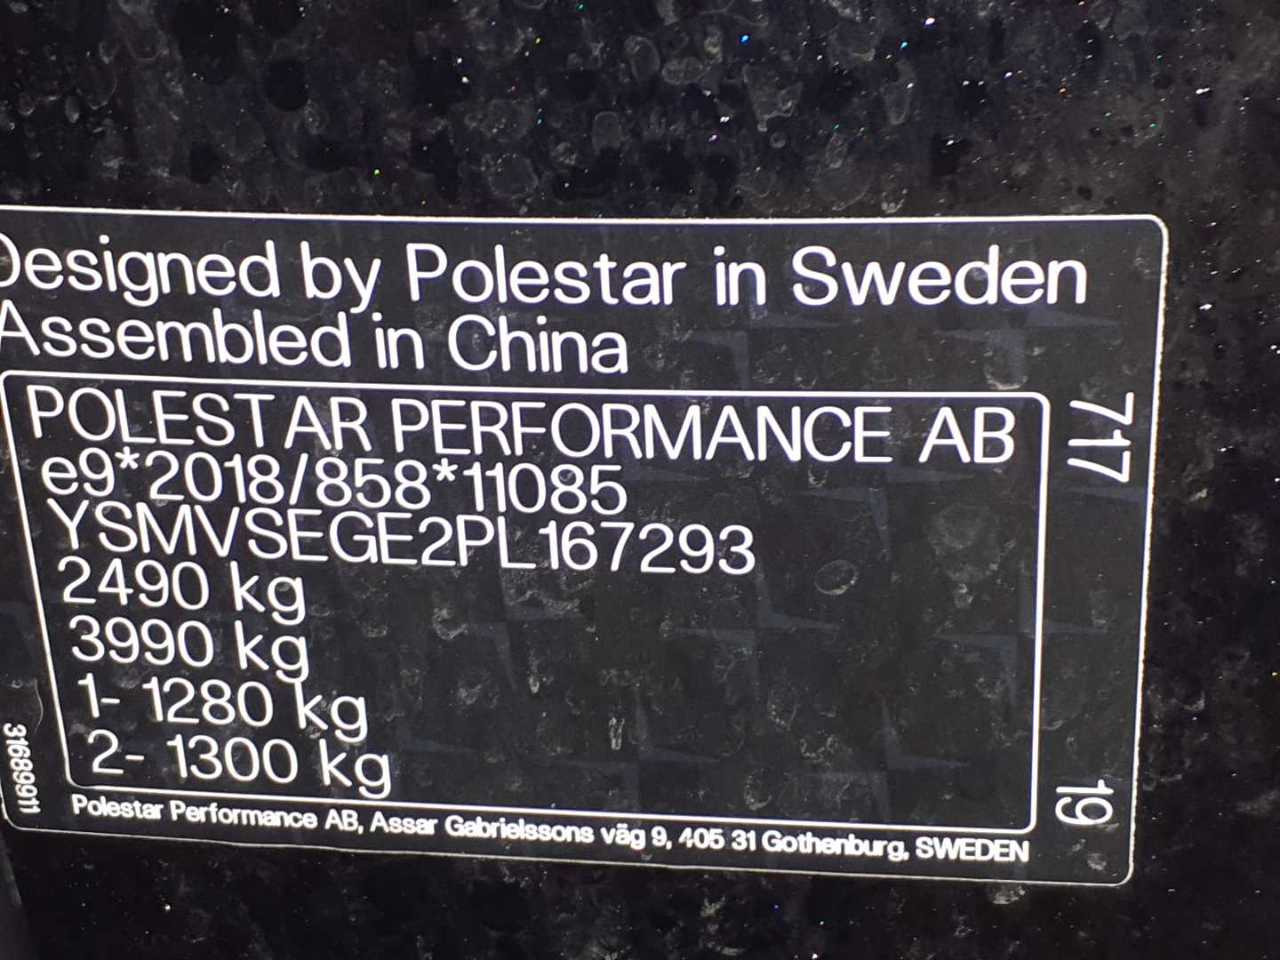 Designed by Polestar in Sweden
Assembled in China
POLESTAR PERFORMANCE AB
e9*2018/858*11085
YSMVSEGE2PL167293
2490 kg
3990 kg
1- 1280 kg
2- 1300 kg
Polestar Performance AB, Assar Gabrielssons väg 9, 405 31 Gothenburg, SWEDEN
31689911
717
19